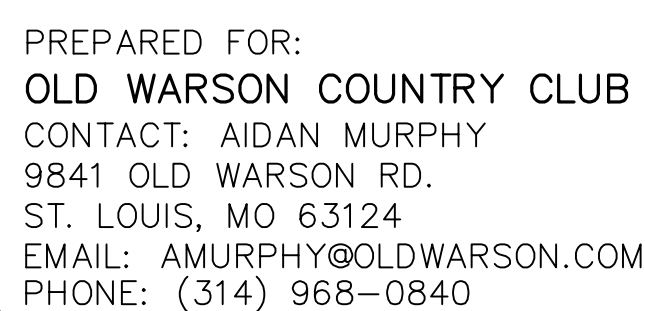 PREPARED FOR:
OLD WARSON COUNTRY CLUB
CONTACT: AIDAN MURPHY
9841 OLD WARSON RD.
ST. LOUIS, MO 63124
EMAIL: AMURPHY@OLDWARSON.COM
PHONE: (314) 968-0840